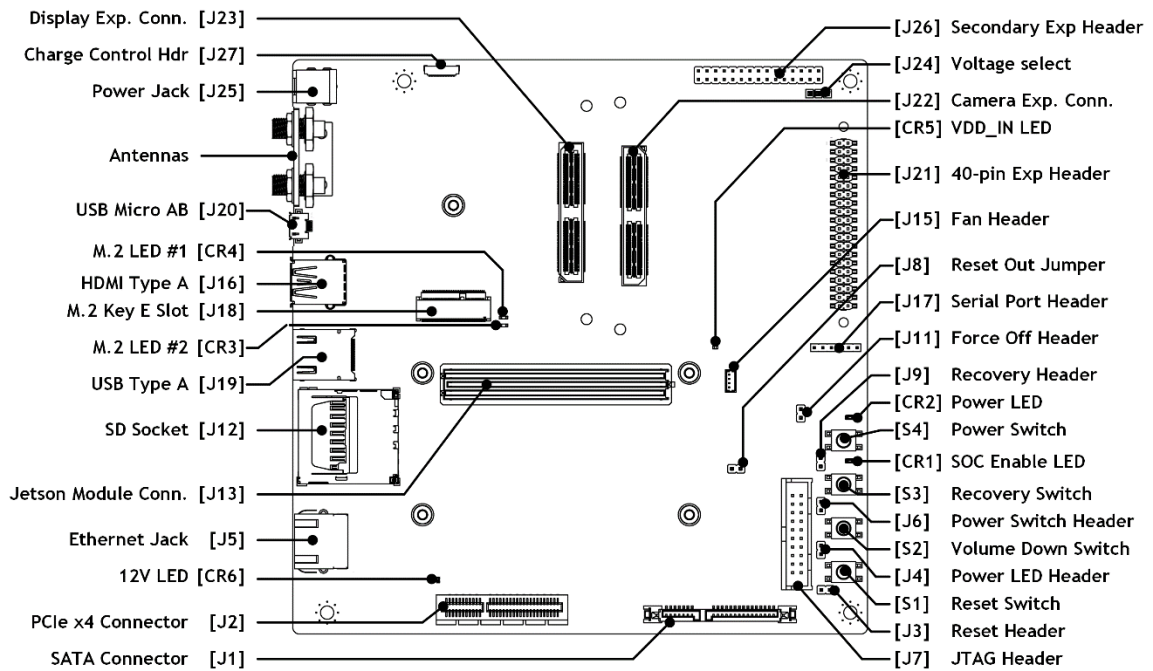 Display Exp. Conn. [J23]
Charge Control Hdr [J27]
Power Jack [J25]
Antennas
USB Micro AB [J20]
M.2 LED #1 [CR4]
HDMI Type A [J16]
M.2 Key E Slot [J18]
M.2 LED #2 [CR3]
USB Type A [J19]
SD Socket [J12]
Jetson Module Conn. [J13]
Ethernet Jack [J5]
12V LED [CR6]
PCIe x4 Connector [J2]
SATA Connector [J1]
[J26] Secondary Exp Header
[J24] Voltage select
[J22] Camera Exp. Conn.
[CR5] VDD_IN LED
[J21] 40-pin Exp Header
[J15] Fan Header
[J8] Reset Out Jumper
[J17] Serial Port Header
[J11] Force Off Header
[J9] Recovery Header
[CR2] Power LED
[S4] Power Switch
[CR1] SOC Enable LED
[S3] Recovery Switch
[J6] Power Switch Header
[S2] Volume Down Switch
[J4] Power LED Header
[S1] Reset Switch
[J3] Reset Header
[J7] JTAG Header